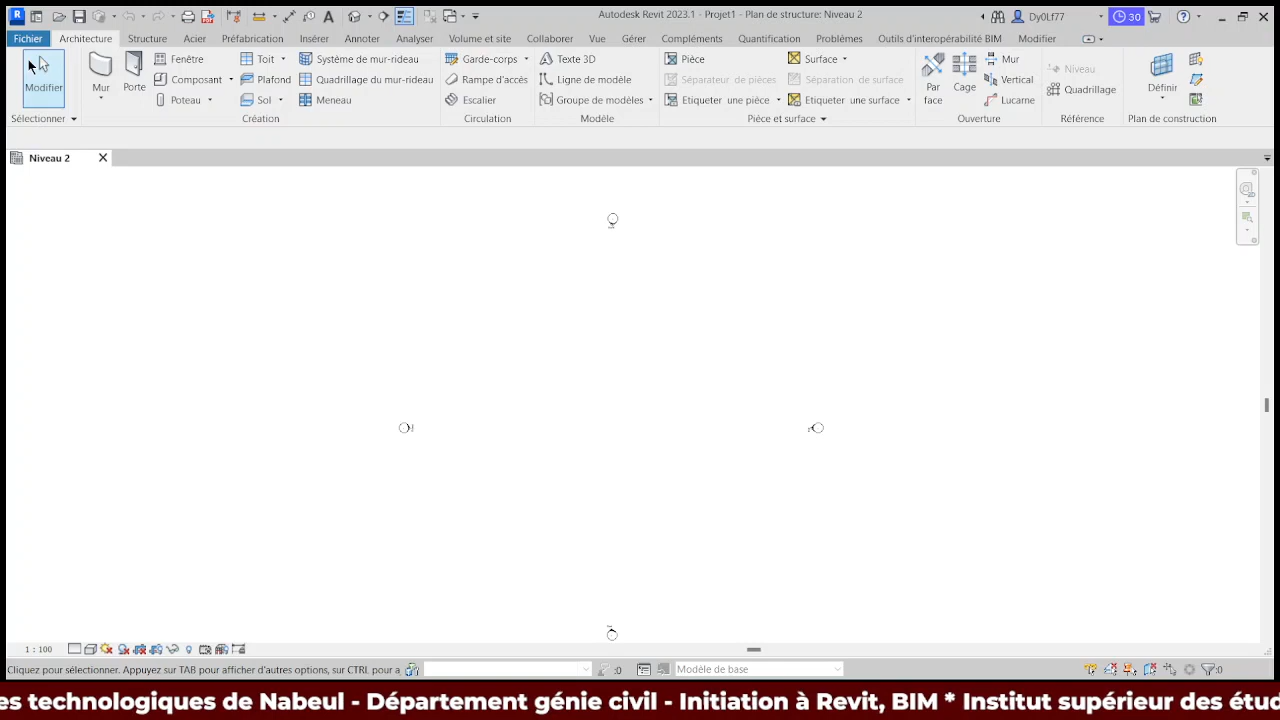 Autodesk Revit 2023.1 - Projet1 - Plan de structure: Niveau 2
Dy0Lf77
30
Fichier Architecture Structure Acier Préfabrication Insérer Annoter Analyser Volume et site Collaborer Vue Gérer Compléments Quantification Problèmes Outils d'interopérabilité BIM Modifier
Modifier
Sélectionner
Mur
Porte
Fenêtre
Composant
Poteau
Toit
Plafond
Sol
Système de mur-rideau
Quadrillage du mur-rideau
Meneau
Création
Garde-corps
Rampe d'accès
Escalier
Circulation
Texte 3D
Ligne de modèle
Groupe de modèles
Modèle
Pièce
Séparateur de pièces
Etiqueter une pièce
Surface
Séparation de surface
Etiqueter une surface
Pièce et surface
Par face
Cage
Mur
Vertical
Lucarne
Ouverture
Niveau
Quadrillage
Référence
Définir
Plan de construction
Niveau 2
2D
1 : 100
Cliquez pour sélectionner. Appuyez sur TAB pour afficher d'autres options, sur CTRL pour a
:0
Modèle de base
:0
es technologiques de Nabeul - Département génie civil - Initiation à Revit, BIM * Institut supérieur des étud